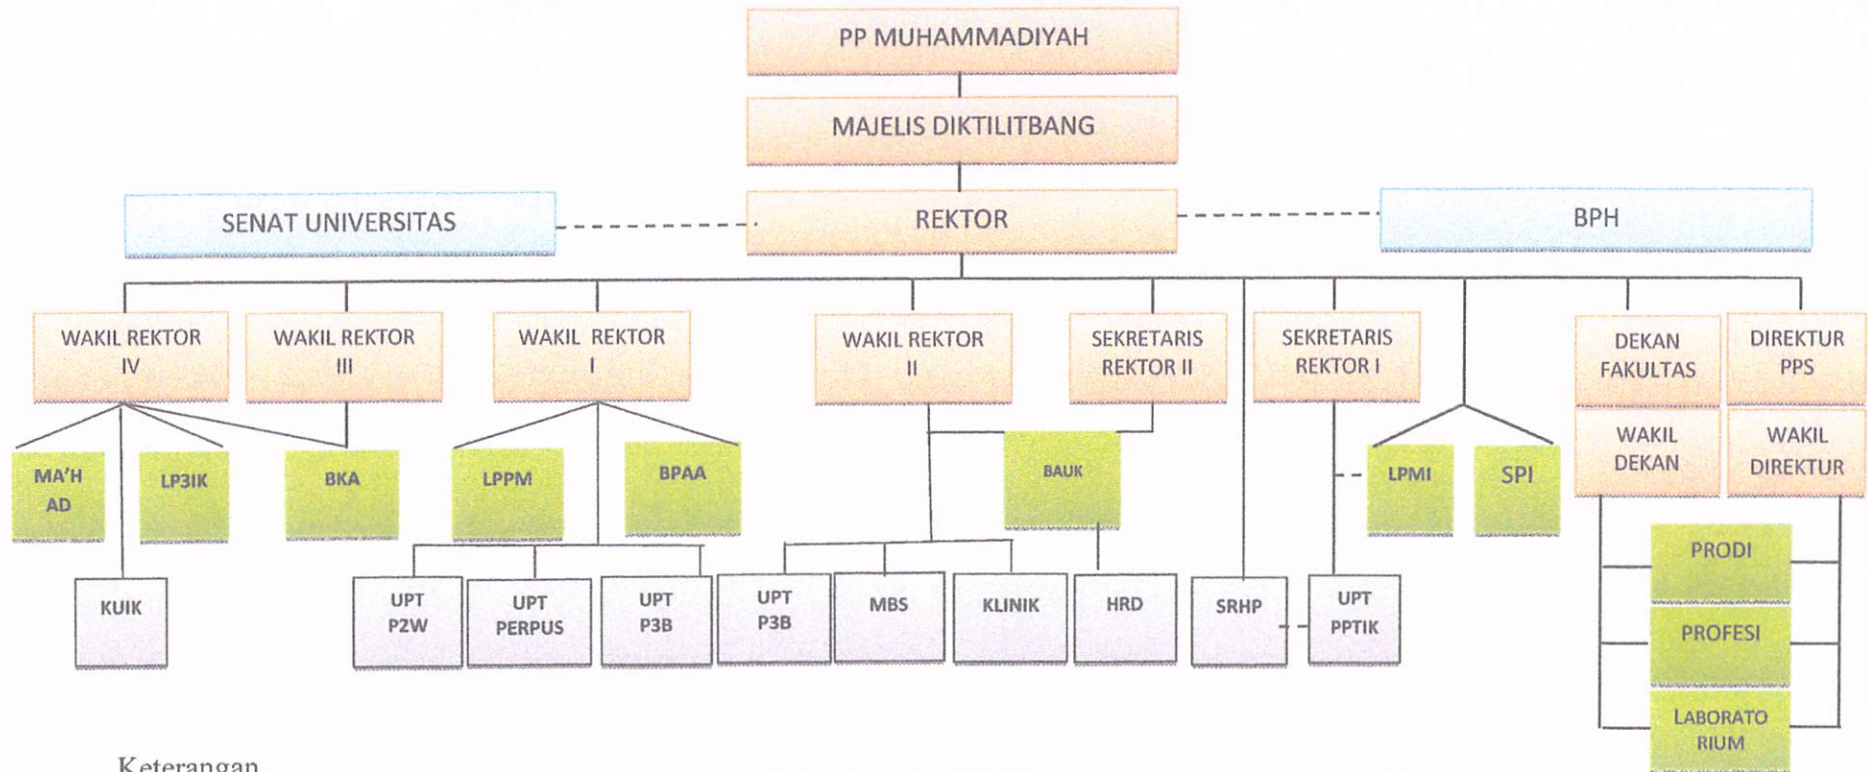 PP MUHAMMADIYAH
MAJELIS DIKTILITBANG
SENAT UNIVERSITAS
REKTOR
BPH
WAKIL REKTOR
IV
WAKIL REKTOR
III
WAKIL REKTOR
I
WAKIL REKTOR
II
SEKRETARIS
REKTOR II
SEKRETARIS
REKTOR I
DEKAN
FAKULTAS
DIREKTUR
PPS
WAKIL
DEKAN
WAKIL
DIREKTUR
MA'H
AD
LP3IK
BKA
LPPM
BPAA
BAUK
LPMI
SPI
KUIK
UPT
P2W
UPT
PERPUS
UPT
P3B
UPT
P3B
MBS
KLINIK
HRD
SRHP
UPT
PPTIK
PRODI
PROFESI
LABORATO
RIUM
Keterangan